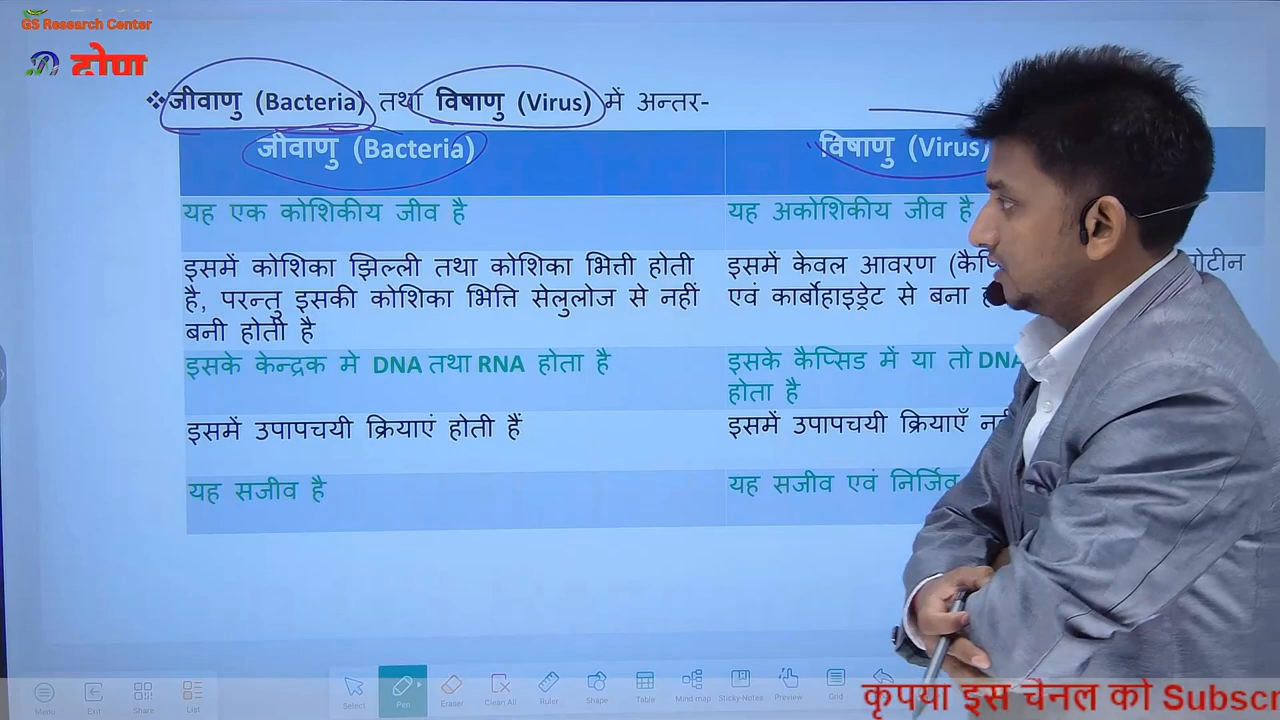 GS Research Center
द्रोण
❖जीवाणु (Bacteria) तथा विषाणु (Virus) में अन्तर-
जीवाणु (Bacteria)
विषाणु (Virus)
यह एक कोशिकीय जीव है
यह अकोशिकीय जीव है
इसमें कोशिका झिल्ली तथा कोशिका भित्ती होती
है, परन्तु इसकी कोशिका भित्ति सेलुलोज से नहीं
बनी होती है
इसमें केवल आवरण
एवं कार्बोहाइड्रेट से बना
इसके केन्द्रक मे DNA तथा RNA होता है
इसके कैप्सिड में या तो DNA
होता है
इसमें उपापचयी क्रियाएं होती हैं
इसमें उपापचयी क्रियाएँ
यह सजीव है
यह सजीव एवं निर्जिव
Menu
Exit
Share
List
Select
Pen
Eraser
Clean All
Ruler
Shape
Table
Mind map
Sticky-Notes
Preview
Grid
कृपया इस चैनल को Subscr